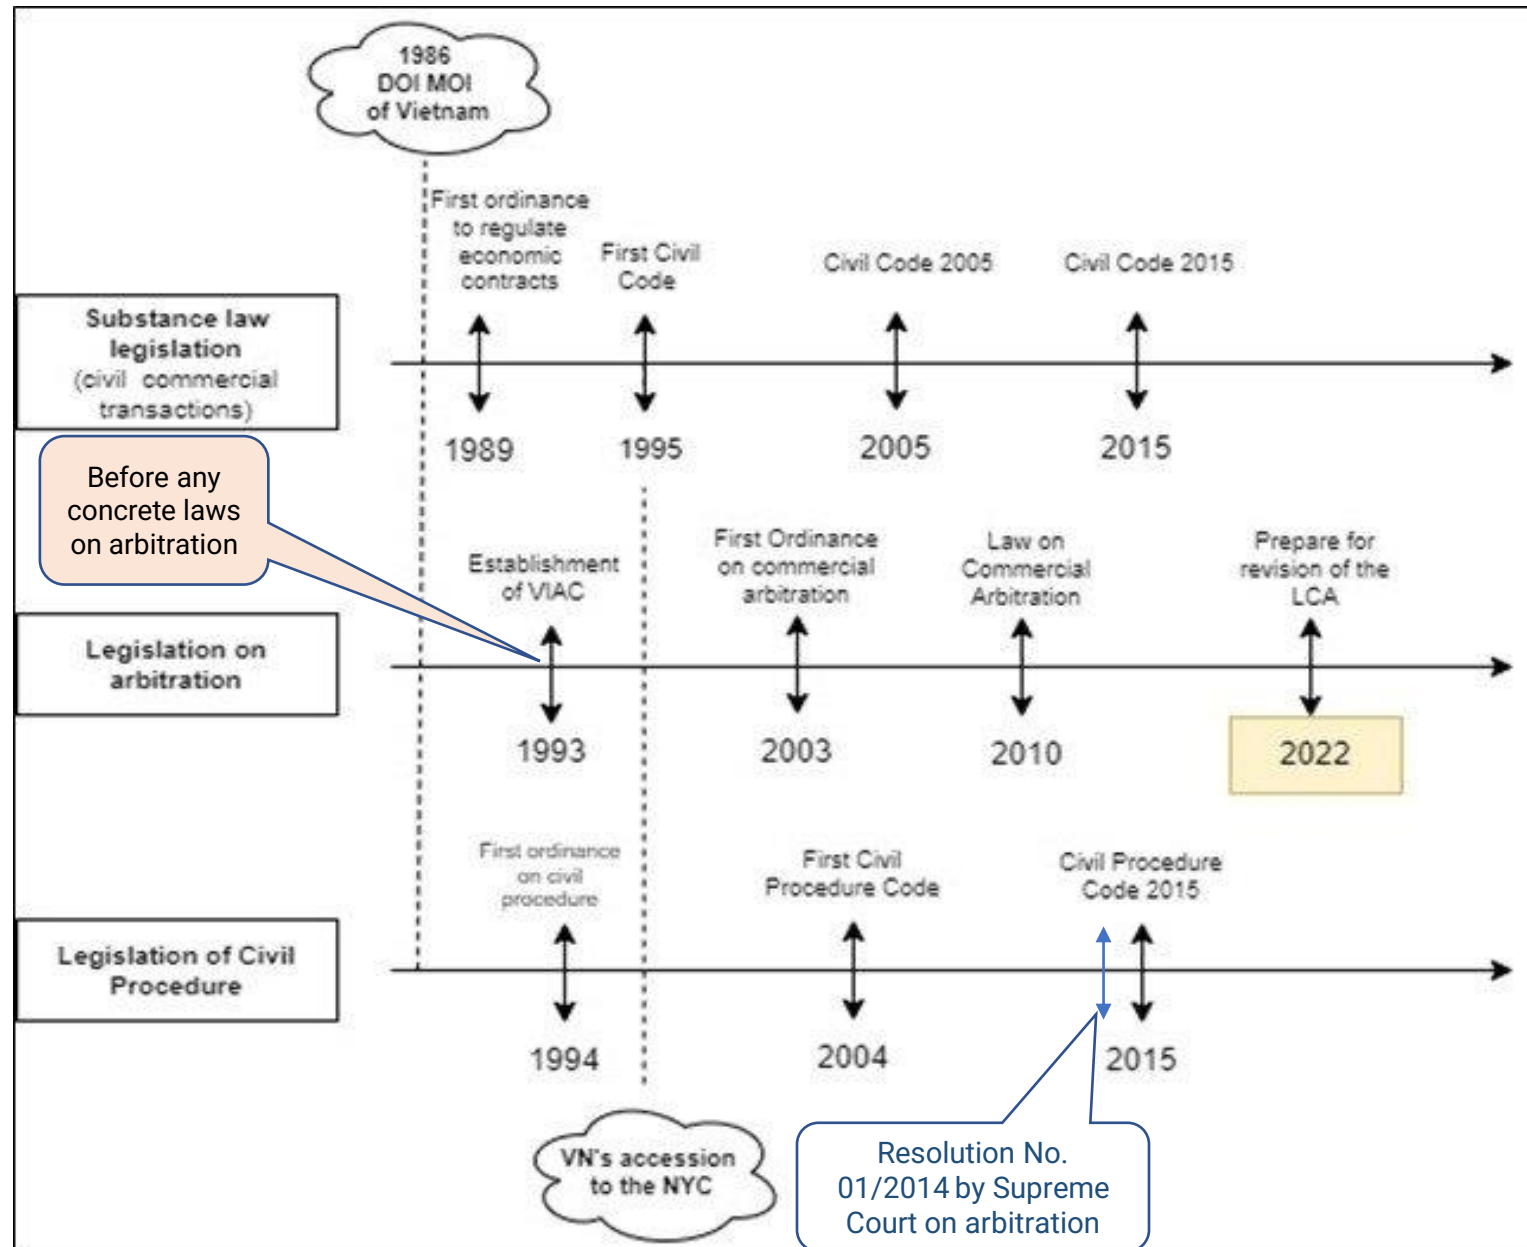 1986
DOI MOI
of Vietnam
First ordinance
to regulate
economic
contracts
First Civil
Code
Civil Code 2005
Civil Code 2015
Substance law
legislation
(civil commercial
transactions)
1989
1995
2005
2015
Before any
concrete laws
on arbitration
Establishment
of VIAC
First Ordinance
on commercial
arbitration
Law on
Commercial
Arbitration
Prepare for
revision of the
LCA
Legislation on
arbitration
1993
2003
2010
2022
First ordinance
on civil
procedure
First Civil
Procedure Code
Civil Procedure
Code 2015
Legislation of Civil
Procedure
1994
2004
2015
VN's accession
to the NYC
Resolution No.
01/2014 by Supreme
Court on arbitration